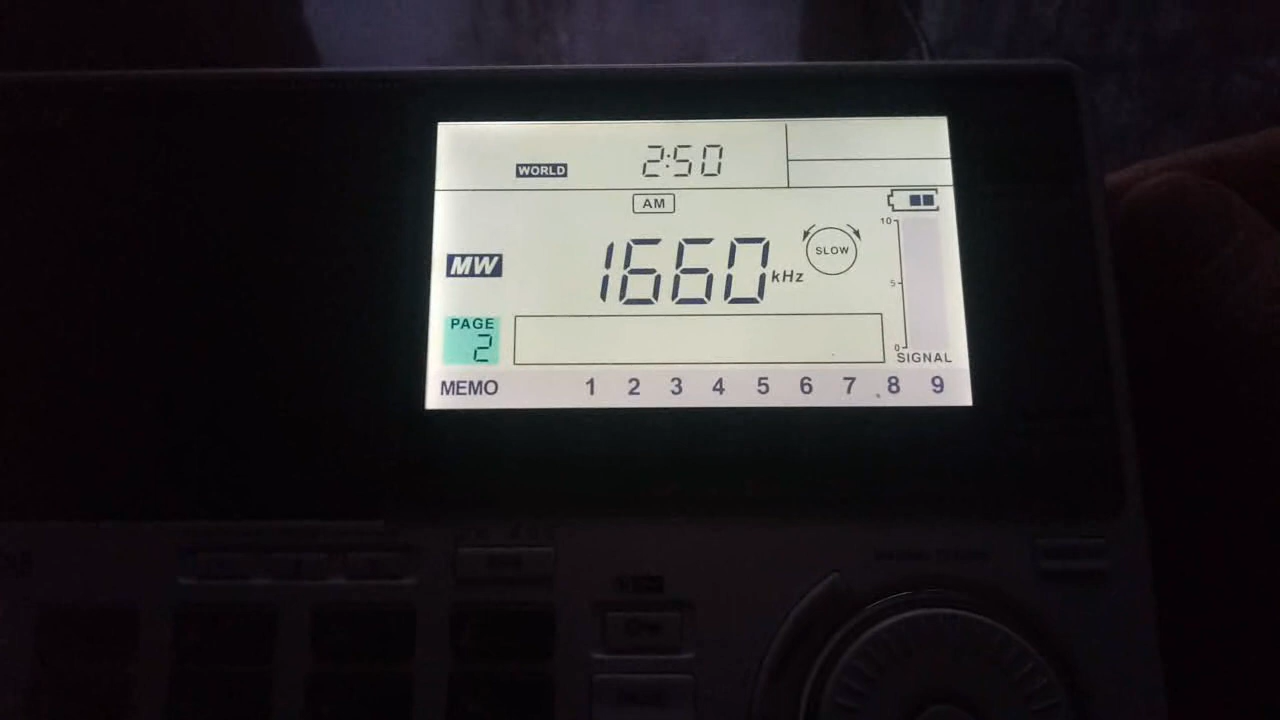 WORLD 2:50
AM
10
MW 1660 kHz SLOW
5
PAGE
2
0
SIGNAL
MEMO 1 2 3 4 5 6 7 8 9